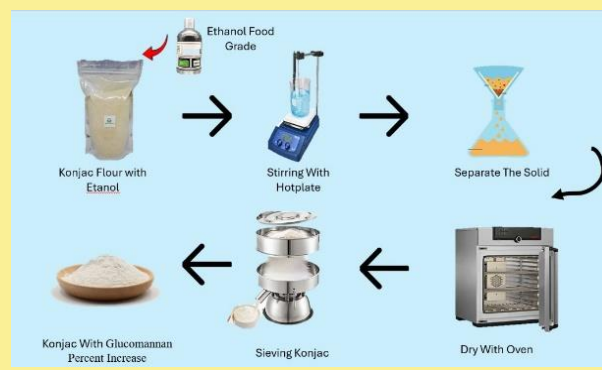 Ethanol Food
Grade
Konjac Flour with
Etanol
Stirring With
Hotplate
Separate The Solid
Konjac With Glucomannan
Percent Increase
Sieving Konjac
Dry With Oven